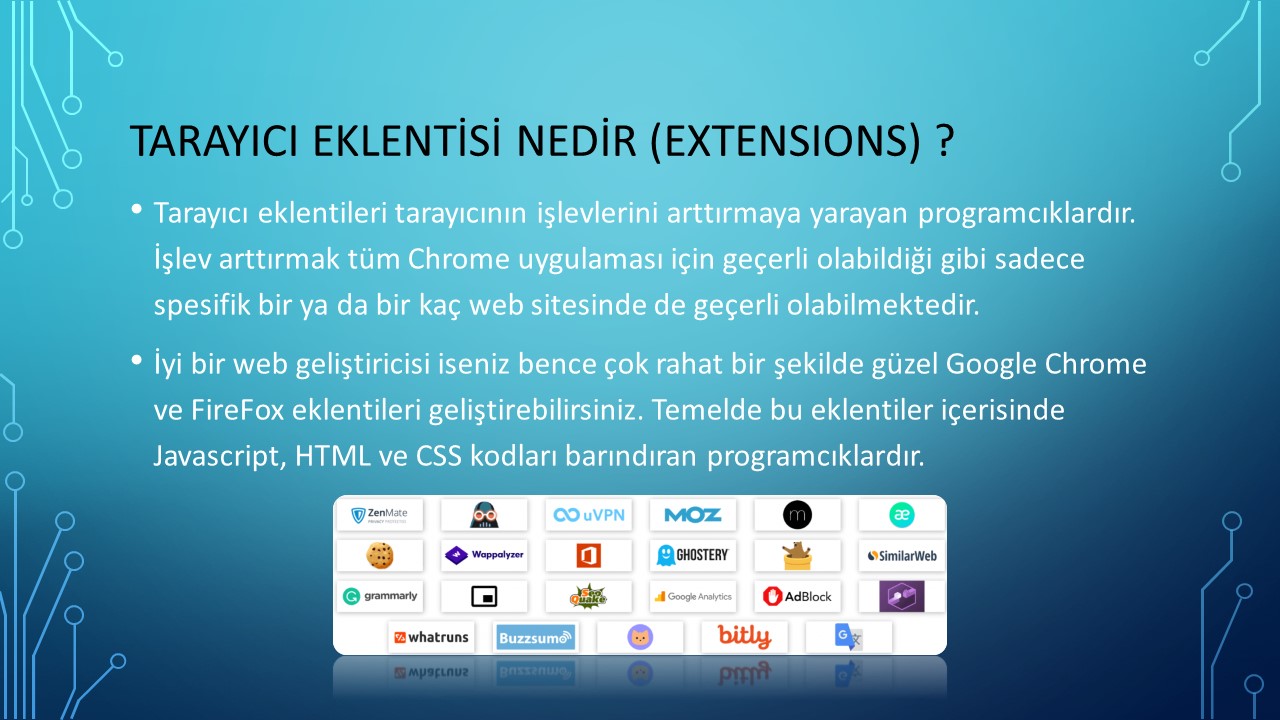 TARAYICI EKLENTİSİ NEDİR (EXTENSIONS) ?
• Tarayıcı eklentileri tarayıcının işlevlerini arttırmaya yarayan programcıklardır.
İşlev arttırmak tüm Chrome uygulaması için geçerli olabildiği gibi sadece
spesifik bir ya da bir kaç web sitesinde de geçerli olabilmektedir.
• İyi bir web geliştiricisi iseniz bence çok rahat bir şekilde güzel Google Chrome
ve FireFox eklentileri geliştirebilirsiniz. Temelde bu eklentiler içerisinde
Javascript, HTML ve CSS kodları barındıran programcıklardır.
ZenMate uVPN MOZ m æ
Wappalyzer GHOSTERY SimilarWeb
grammarly Seo Quake Google Analytics AdBlock
whatruns Buzzsumo bitly G 文